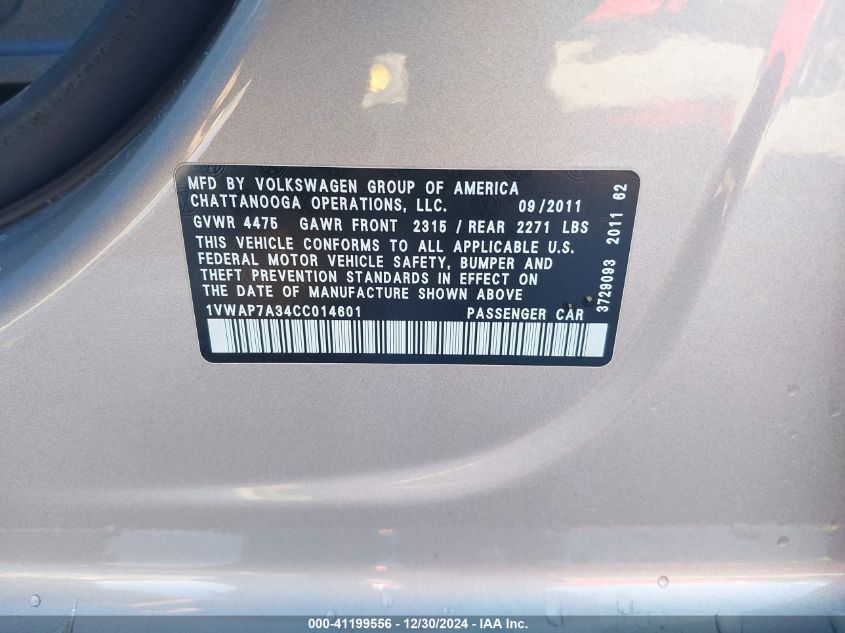 MFD BY VOLKSWAGEN GROUP OF AMERICA
CHATTANOOGA OPERATIONS, LLC. 09/2011
GVWR 4475 GAWR FRONT 2315 / REAR 2271 LBS
THIS VEHICLE CONFORMS TO ALL APPLICABLE U.S.
FEDERAL MOTOR VEHICLE SAFETY, BUMPER AND
THEFT PREVENTION STANDARDS IN EFFECT ON
THE DATE OF MANUFACTURE SHOWN ABOVE
1VWAP7A34CC014601 PASSENGER CAR
3729093 2011 62
000-41199556 - 12/30/2024 - IAA Inc.